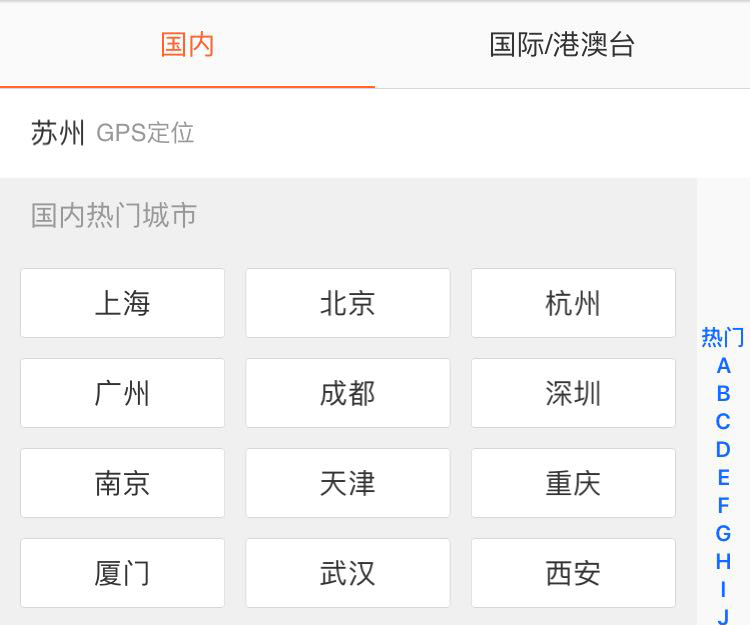 国内 国际/港澳台
苏州 GPS定位
国内热门城市
上海 北京 杭州
热门
广州 成都 深圳
A
B
C
D
南京 天津 重庆
E
F
G
H
厦门 武汉 西安
I
J